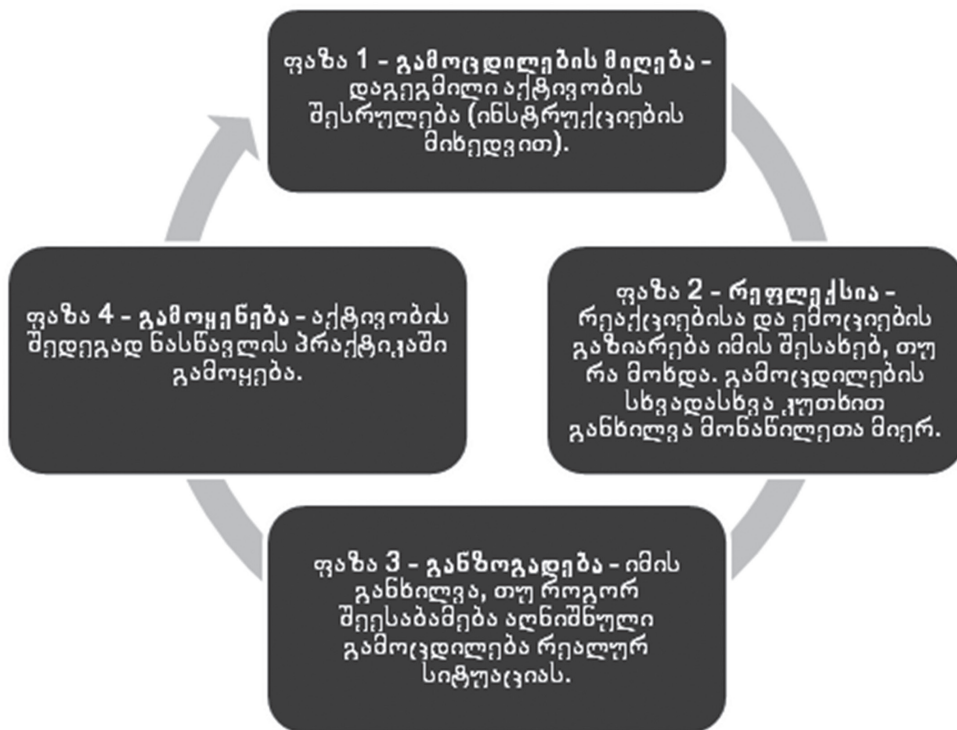 ფაზა 1 - გამოცდილების მიღება -
დაგეგმილი აქტივობის
შესრულება (ინსტრუქციების
მიხედვით).
ფაზა 2 - რეფლექსია -
რეაქციებისა და ემოციების
გაზიარება იმის შესახებ, თუ
რა მოხდა. გამოცდილების
სხვადასხვა კუთხით
განხილვა მონაწილეთა მიერ.
ფაზა 3 - განზოგადება - იმის
განხილვა, თუ როგორ
შეესაბამება აღნიშნული
გამოცდილება რეალურ
სიტუაციას.
ფაზა 4 - გამოყენება - აქტივობის
შედეგად ნასწავლის პრაქტიკაში
გამოყება.